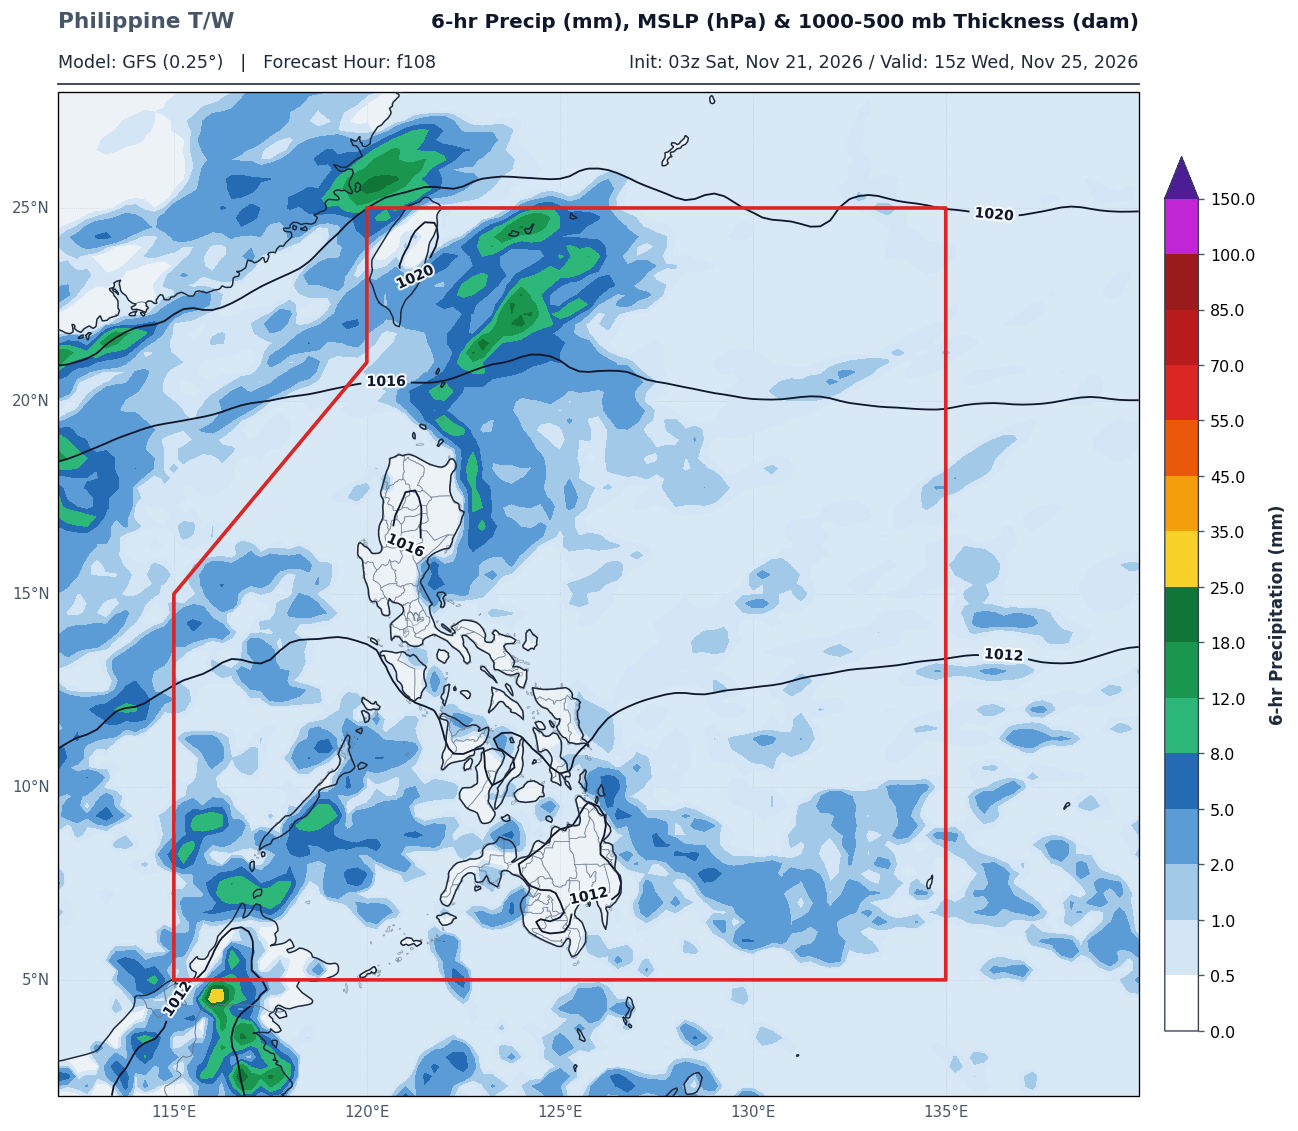 Philippine T/W
6-hr Precip (mm), MSLP (hPa) & 1000-500 mb Thickness (dam)
Model: GFS (0.25°) | Forecast Hour: f108
Init: 03z Sat, Nov 21, 2026 / Valid: 15z Wed, Nov 25, 2026
25°N
20°N
15°N
10°N
5°N
115°E
120°E
125°E
130°E
135°E
1020
1020
1016
1016
1012
1012
1012
150.0
100.0
85.0
70.0
55.0
45.0
35.0
25.0
18.0
12.0
8.0
5.0
2.0
1.0
0.5
0.0
6-hr Precipitation (mm)